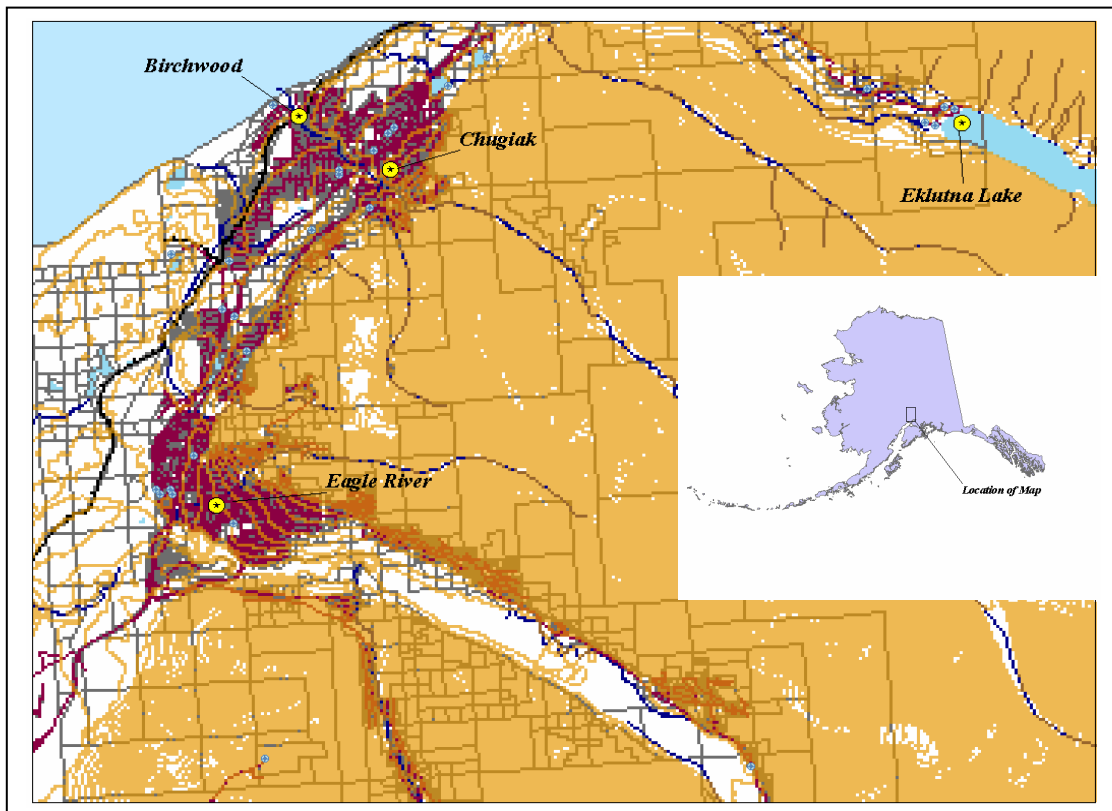 Birchwood
Chugiak
Eklutna Lake
Eagle River
Location of Map